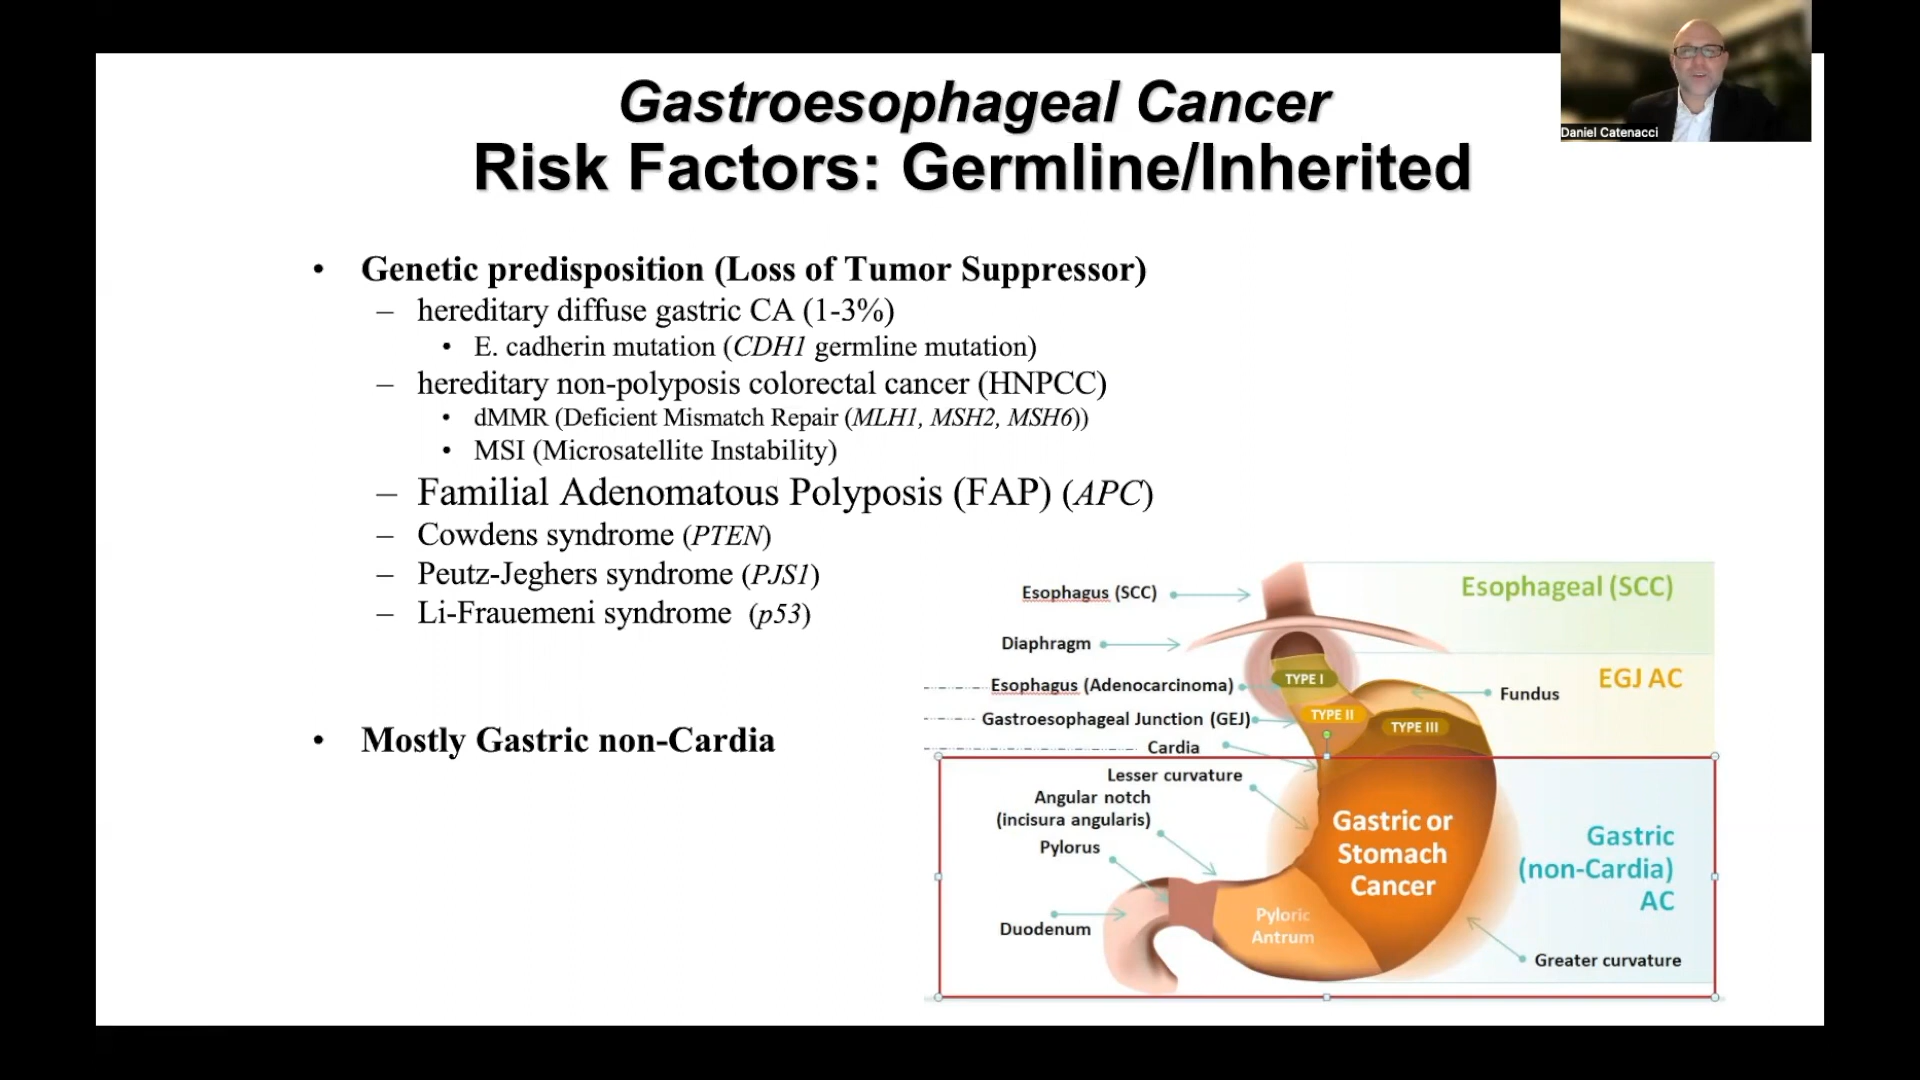 Gastroesophageal Cancer
Risk Factors: Germline/Inherited
Daniel Catenacci
• Genetic predisposition (Loss of Tumor Suppressor)
– hereditary diffuse gastric CA (1-3%)
• E. cadherin mutation (CDH1 germline mutation)
– hereditary non-polyposis colorectal cancer (HNPCC)
• dMMR (Deficient Mismatch Repair (MLH1, MSH2, MSH6))
• MSI (Microsatellite Instability)
– Familial Adenomatous Polyposis (FAP) (APC)
– Cowdens syndrome (PTEN)
– Peutz-Jeghers syndrome (PJS1)
– Li-Frauemeni syndrome (p53)
• Mostly Gastric non-Cardia
Esophagus (SCC)
Esophageal (SCC)
Diaphragm
Esophagus (Adenocarcinoma)
TYPE I
EGJ AC
Fundus
Gastroesophageal Junction (GEJ)
TYPE II
TYPE III
Cardia
Lesser curvature
Angular notch
(incisura angularis)
Pylorus
Gastric or
Stomach
Cancer
Gastric
(non-Cardia)
AC
Duodenum
Pyloric
Antrum
Greater curvature